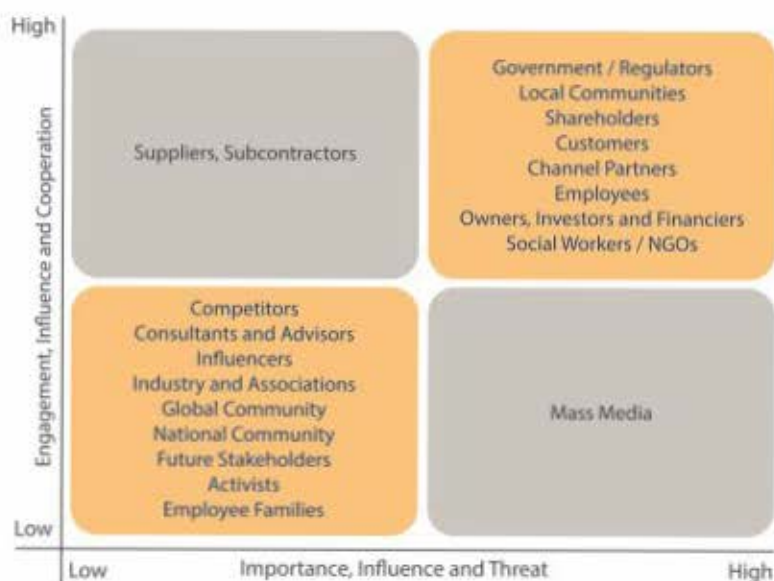 High
Engagement, Influence and Cooperation
Low
Suppliers, Subcontractors
Government / Regulators
Local Communities
Shareholders
Customers
Channel Partners
Employees
Owners, Investors and Financiers
Social Workers / NGOs
Competitors
Consultants and Advisors
Influencers
Industry and Associations
Global Community
National Community
Future Stakeholders
Activists
Employee Families
Mass Media
Low
Importance, Influence and Threat
High